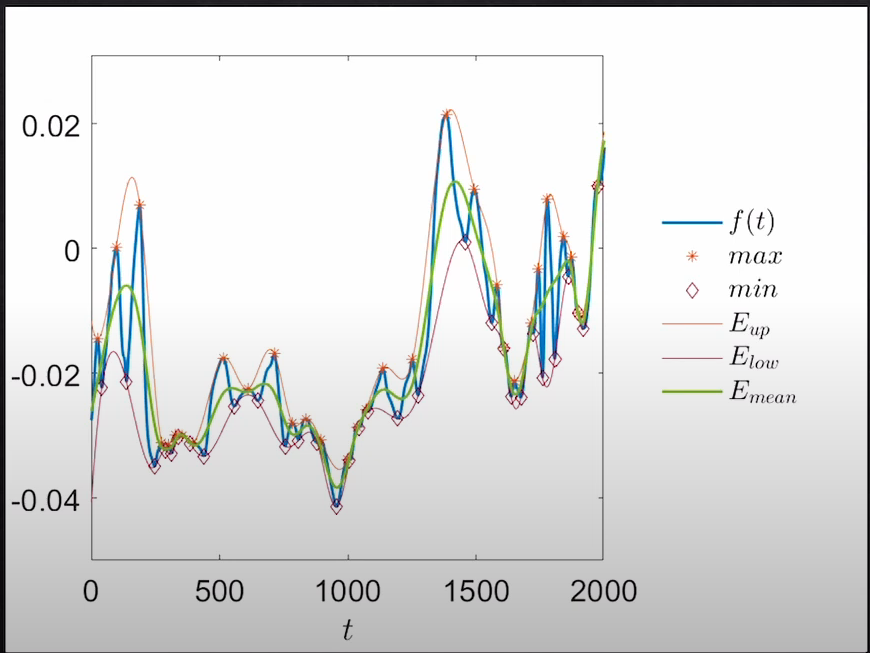 0.02
0
-0.02
-0.04
0
500
1000
1500
2000
t
f(t)
max
min
E_up
E_low
E_mean